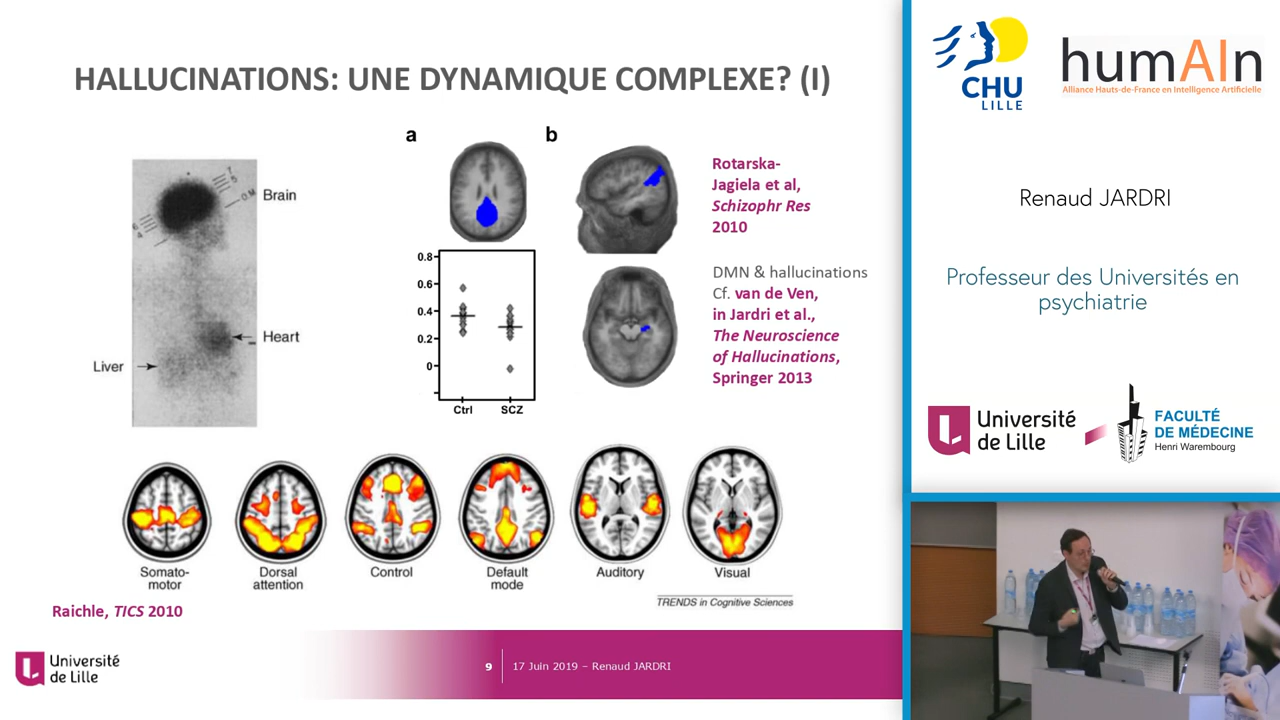 HALLUCINATIONS: UNE DYNAMIQUE COMPLEXE? (I)
Brain
Heart
Liver
O.M
a
b
0.8
0.6
0.4
0.2
0
Ctrl
SCZ
Rotarska-
Jagiela et al,
Schizophr Res
2010
DMN & hallucinations
Cf. van de Ven,
in Jardri et al.,
The Neuroscience
of Hallucinations,
Springer 2013
Somato-
motor
Dorsal
attention
Control
Default
mode
Auditory
Visual
TRENDS in Cognitive Sciences
Raichle, TICS 2010
Université
de Lille
9
17 Juin 2019 – Renaud JARDRI
CHU
LILLE
humAIn
Alliance Hauts-de-France en Intelligence Artificielle
Renaud JARDRI
Professeur des Universités en
psychiatrie
Université
de Lille
FACULTÉ
DE MÉDECINE
Henri Warembourg